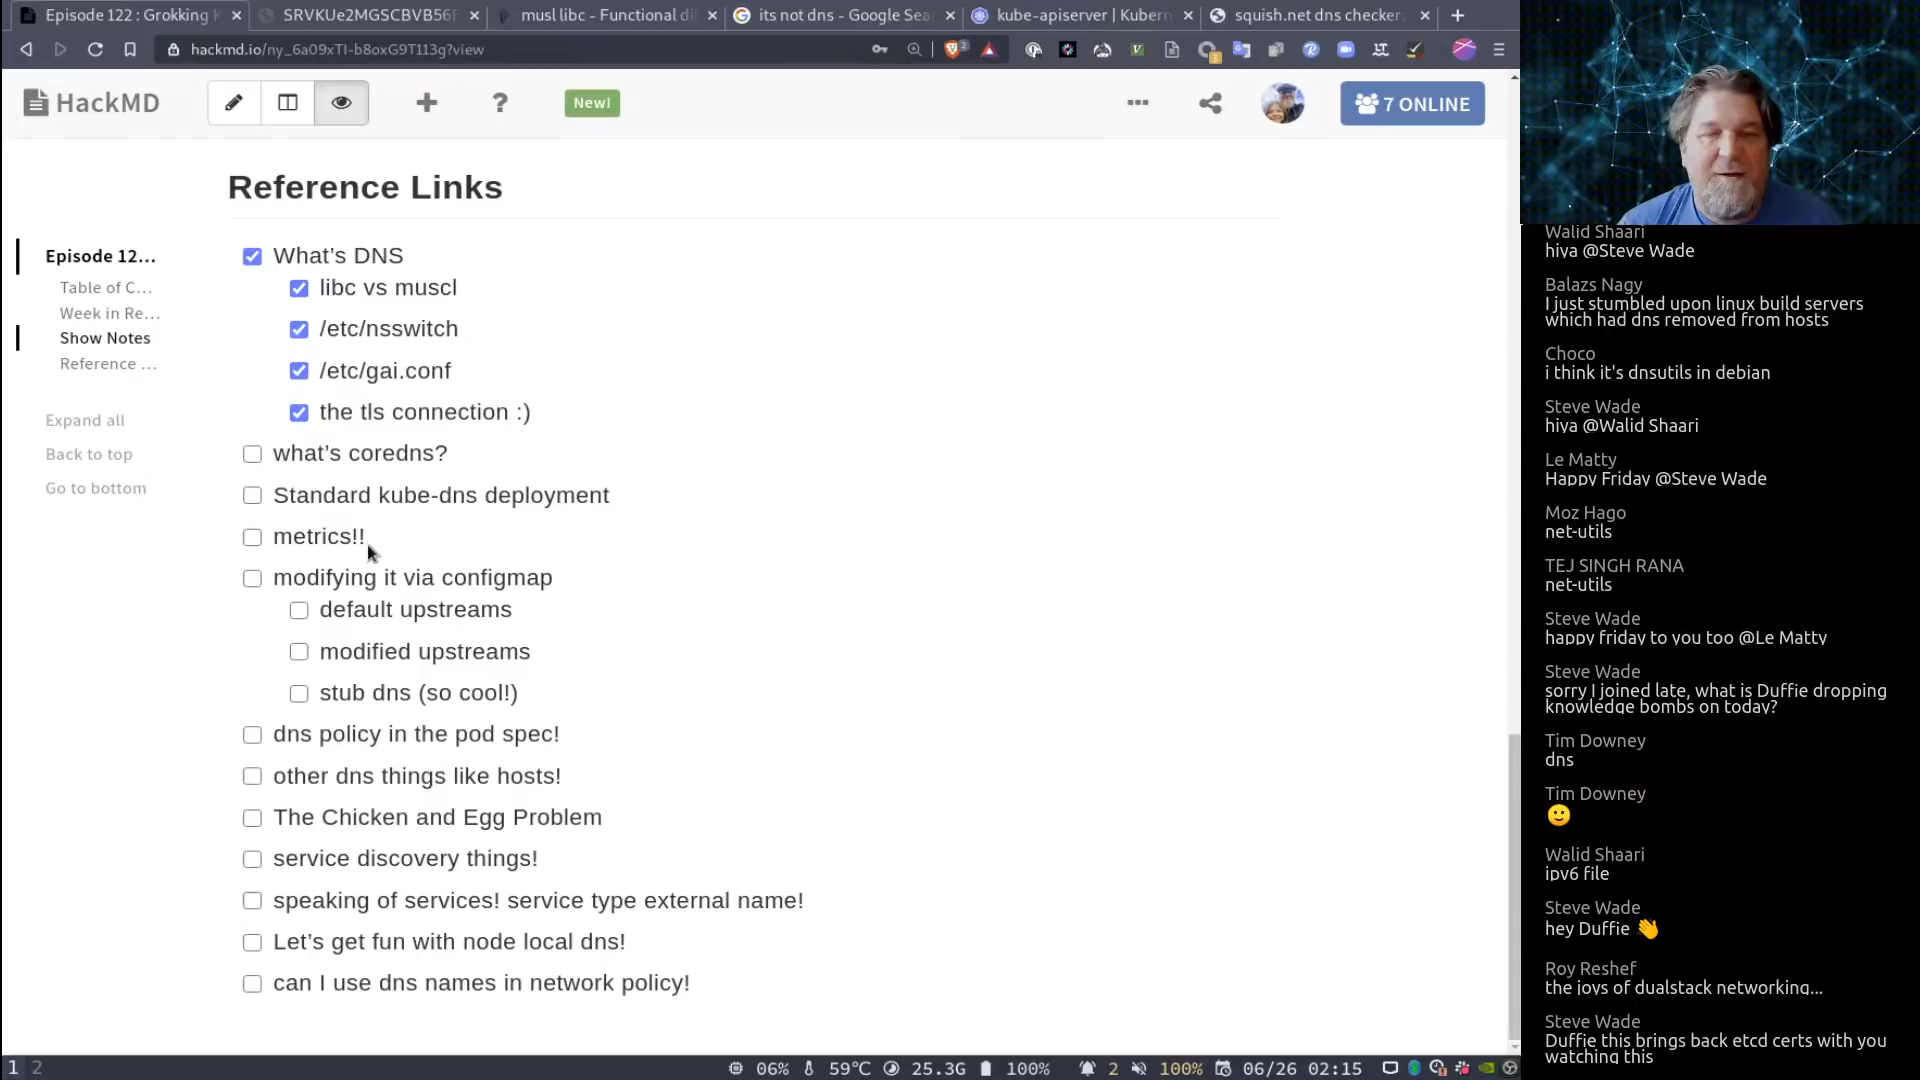 Episode 122 : Grokking K
SRVKUe2MGSCBVB56F
musl libc - Functional di
its not dns - Google Sea
kube-apiserver | Kubern
squish.net dns checker
hackmd.io/ny_6a09xTI-b8oxG9T113g?view
HackMD
New!
7 ONLINE
Reference Links
Episode 12...
Table of C...
Week in Re...
Show Notes
Reference ...
Expand all
Back to top
Go to bottom
What's DNS
libc vs muscl
/etc/nsswitch
/etc/gai.conf
the tls connection :)
what's coredns?
Standard kube-dns deployment
metrics!!
modifying it via configmap
default upstreams
modified upstreams
stub dns (so cool!)
dns policy in the pod spec!
other dns things like hosts!
The Chicken and Egg Problem
service discovery things!
speaking of services! service type external name!
Let's get fun with node local dns!
can I use dns names in network policy!
Walid Shaari
hiya @Steve Wade
Balazs Nagy
I just stumbled upon linux build servers
which had dns removed from hosts
Choco
i think it's dnsutils in debian
Steve Wade
hiya @Walid Shaari
Le Matty
Happy Friday @Steve Wade
Moz Hago
net-utils
TEJ SINGH RANA
net-utils
Steve Wade
happy friday to you too @Le Matty
Steve Wade
sorry I joined late, what is Duffie dropping
knowledge bombs on today?
Tim Downey
dns
Tim Downey
🙂
Walid Shaari
ipv6 file
Steve Wade
hey Duffie 👋
Roy Reshef
the joys of dualstack networking...
Steve Wade
Duffie this brings back etcd certs with you
watching this
1 2
06% 59°C 25.3G 100% 2 100% 06/26 02:15